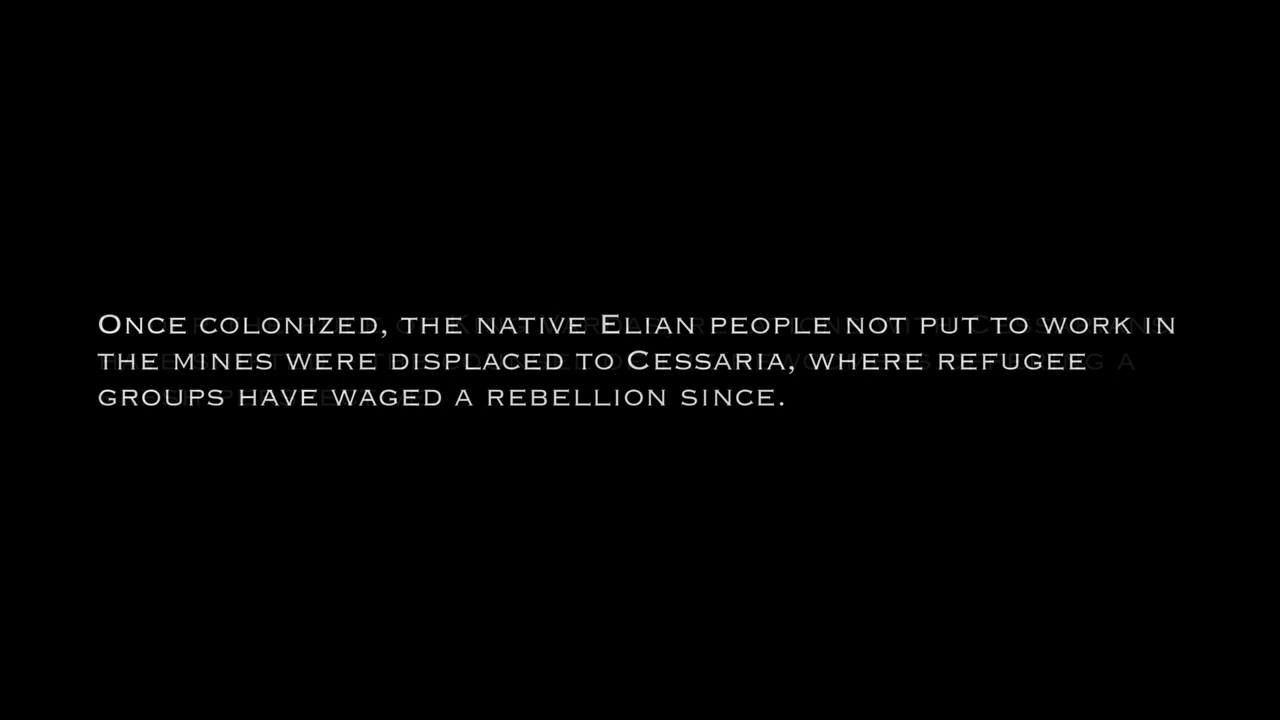 Once colonized, the native Elian people not put to work in
the mines were displaced to Cessaria, where refugee
groups have waged a rebellion since.